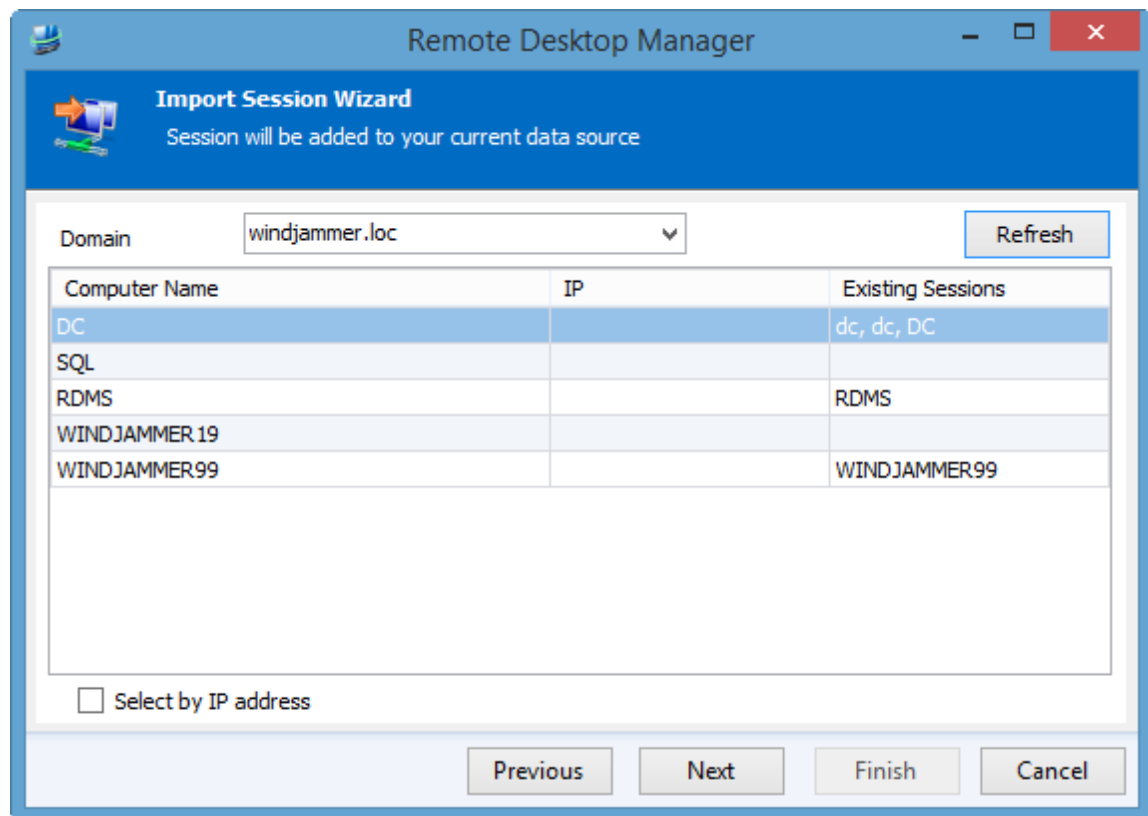 Remote Desktop Manager
Import Session Wizard
Session will be added to your current data source
Domain windjammer.loc Refresh
Computer Name IP Existing Sessions
DC dc, dc, DC
SQL
RDMS RDMS
WINDJAMMER19
WINDJAMMER99 WINDJAMMER99
Select by IP address
Previous Next Finish Cancel